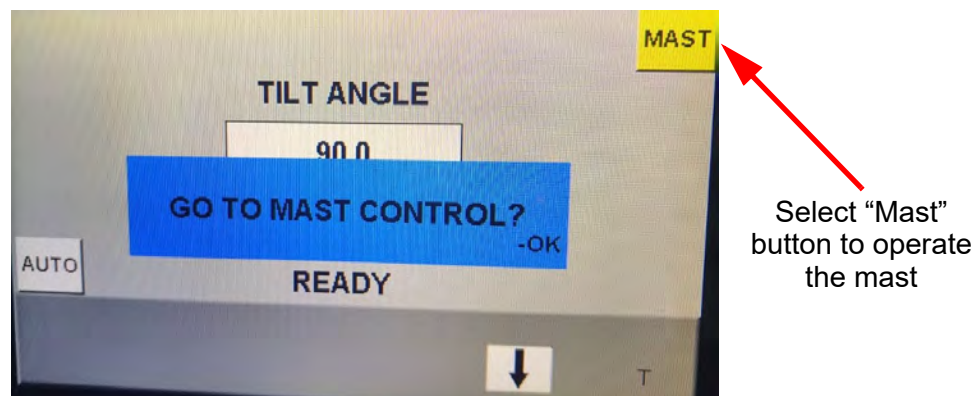 MAST
TILT ANGLE
90.0
GO TO MAST CONTROL?
-OK
AUTO
READY
T
Select “Mast”
button to operate
the mast